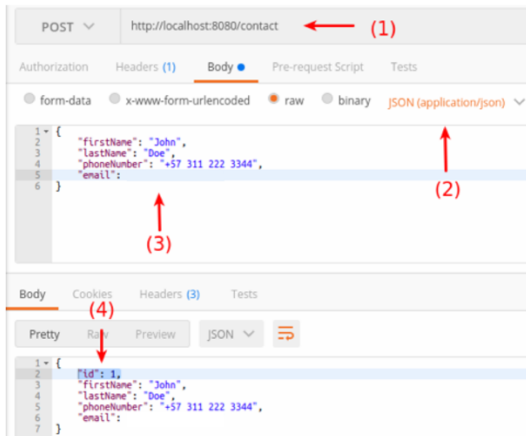 POST http://localhost:8080/contact (1)
Authorization Headers (1) Body Pre-request Script Tests
form-data x-www-form-urlencoded raw binary JSON (application/json)
(2)
1 {
2 "firstName": "John",
3 "lastName": "Doe",
4 "phoneNumber": "+57 311 222 3344",
5 "email":
6 }
(3)
Body Cookies Headers (3) Tests
(4)
Pretty Raw Preview JSON
1 {
2 "id": 1,
3 "firstName": "John",
4 "lastName": "Doe",
5 "phoneNumber": "+57 311 222 3344",
6 "email":
7 }